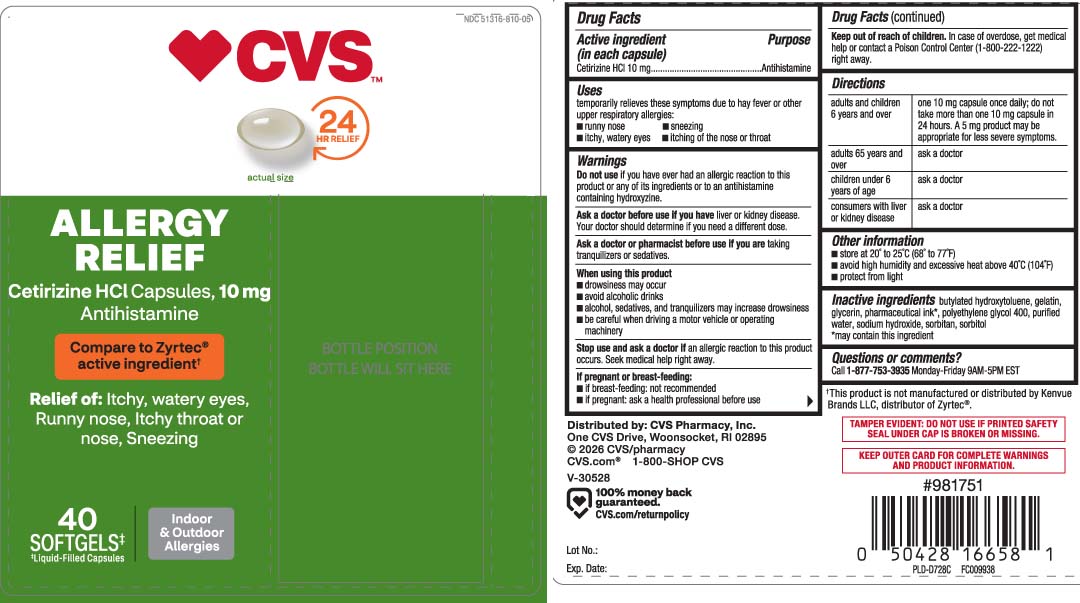 NDC 51316-810-05
CVS™
24
HR RELIEF
actual size
ALLERGY
RELIEF
Cetirizine HCl Capsules, 10 mg
Antihistamine
Compare to Zyrtec®
active ingredient†
Relief of: Itchy, watery eyes,
Runny nose, Itchy throat or
nose, Sneezing
40
SOFTGELS‡
‡Liquid-Filled Capsules
Indoor
& Outdoor
Allergies
BOTTLE POSITION
BOTTLE WILL SIT HERE
Drug Facts
Active ingredient Purpose
(in each capsule)
Cetirizine HCl 10 mg..............................................Antihistamine
Uses
temporarily relieves these symptoms due to hay fever or other
upper respiratory allergies:
■ runny nose ■ sneezing
■ itchy, watery eyes ■ itching of the nose or throat
Warnings
Do not use if you have ever had an allergic reaction to this
product or any of its ingredients or to an antihistamine
containing hydroxyzine.
Ask a doctor before use if you have liver or kidney disease.
Your doctor should determine if you need a different dose.
Ask a doctor or pharmacist before use if you are taking
tranquilizers or sedatives.
When using this product
■ drowsiness may occur
■ avoid alcoholic drinks
■ alcohol, sedatives, and tranquilizers may increase drowsiness
■ be careful when driving a motor vehicle or operating
machinery
Stop use and ask a doctor if an allergic reaction to this product
occurs. Seek medical help right away.
If pregnant or breast-feeding:
■ if breast-feeding: not recommended
■ if pregnant: ask a health professional before use
Distributed by: CVS Pharmacy, Inc.
One CVS Drive, Woonsocket, RI 02895
© 2026 CVS/pharmacy
CVS.com® 1-800-SHOP CVS
V-30528
100% money back
guaranteed.
CVS.com/returnpolicy
Lot No.:
Exp. Date:
Drug Facts (continued)
Keep out of reach of children. In case of overdose, get medical
help or contact a Poison Control Center (1-800-222-1222)
right away.
Directions
adults and children one 10 mg capsule once daily; do not
6 years and over take more than one 10 mg capsule in
24 hours. A 5 mg product may be
appropriate for less severe symptoms.
adults 65 years and ask a doctor
over
children under 6 ask a doctor
years of age
consumers with liver ask a doctor
or kidney disease
Other information
■ store at 20˚ to 25˚C (68˚ to 77˚F)
■ avoid high humidity and excessive heat above 40˚C (104˚F)
■ protect from light
Inactive ingredients butylated hydroxytoluene, gelatin,
glycerin, pharmaceutical ink*, polyethylene glycol 400, purified
water, sodium hydroxide, sorbitan, sorbitol
*may contain this ingredient
Questions or comments?
Call 1-877-753-3935 Monday-Friday 9AM-5PM EST
†This product is not manufactured or distributed by Kenvue
Brands LLC, distributor of Zyrtec®.
TAMPER EVIDENT: DO NOT USE IF PRINTED SAFETY
SEAL UNDER CAP IS BROKEN OR MISSING.
KEEP OUTER CARD FOR COMPLETE WARNINGS
AND PRODUCT INFORMATION.
#981751
0 50428 16658 1
PLD-D728C FC009938